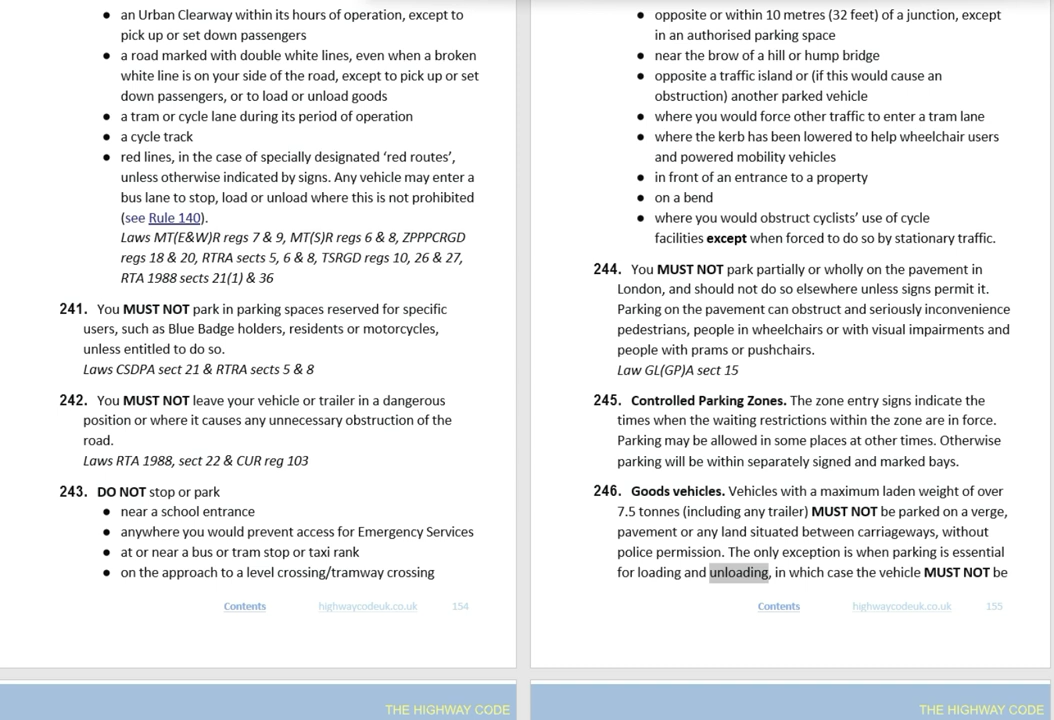 ● an Urban Clearway within its hours of operation, except to
pick up or set down passengers
● a road marked with double white lines, even when a broken
white line is on your side of the road, except to pick up or set
down passengers, or to load or unload goods
● a tram or cycle lane during its period of operation
● a cycle track
● red lines, in the case of specially designated ‘red routes’,
unless otherwise indicated by signs. Any vehicle may enter a
bus lane to stop, load or unload where this is not prohibited
(see Rule 140).
Laws MT(E&W)R regs 7 & 9, MT(S)R regs 6 & 8, ZPPPCRGD
regs 18 & 20, RTRA sects 5, 6 & 8, TSRGD regs 10, 26 & 27,
RTA 1988 sects 21(1) & 36
241. You MUST NOT park in parking spaces reserved for specific
users, such as Blue Badge holders, residents or motorcycles,
unless entitled to do so.
Laws CSDPA sect 21 & RTRA sects 5 & 8
242. You MUST NOT leave your vehicle or trailer in a dangerous
position or where it causes any unnecessary obstruction of the
road.
Laws RTA 1988, sect 22 & CUR reg 103
243. DO NOT stop or park
● near a school entrance
● anywhere you would prevent access for Emergency Services
● at or near a bus or tram stop or taxi rank
● on the approach to a level crossing/tramway crossing
Contents highwaycodeuk.co.uk 154
THE HIGHWAY CODE
● opposite or within 10 metres (32 feet) of a junction, except
in an authorised parking space
● near the brow of a hill or hump bridge
● opposite a traffic island or (if this would cause an
obstruction) another parked vehicle
● where you would force other traffic to enter a tram lane
● where the kerb has been lowered to help wheelchair users
and powered mobility vehicles
● in front of an entrance to a property
● on a bend
● where you would obstruct cyclists’ use of cycle
facilities except when forced to do so by stationary traffic.
244. You MUST NOT park partially or wholly on the pavement in
London, and should not do so elsewhere unless signs permit it.
Parking on the pavement can obstruct and seriously inconvenience
pedestrians, people in wheelchairs or with visual impairments and
people with prams or pushchairs.
Law GL(GP)A sect 15
245. Controlled Parking Zones. The zone entry signs indicate the
times when the waiting restrictions within the zone are in force.
Parking may be allowed in some places at other times. Otherwise
parking will be within separately signed and marked bays.
246. Goods vehicles. Vehicles with a maximum laden weight of over
7.5 tonnes (including any trailer) MUST NOT be parked on a verge,
pavement or any land situated between carriageways, without
police permission. The only exception is when parking is essential
for loading and unloading, in which case the vehicle MUST NOT be
Contents highwaycodeuk.co.uk 155
THE HIGHWAY CODE